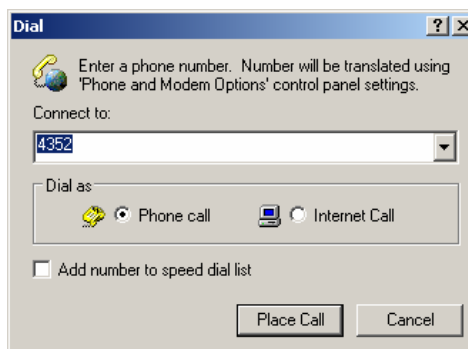 Dial
Enter a phone number. Number will be translated using
'Phone and Modem Options' control panel settings.
Connect to:
4352
Dial as
Phone call
Internet Call
Add number to speed dial list
Place Call
Cancel